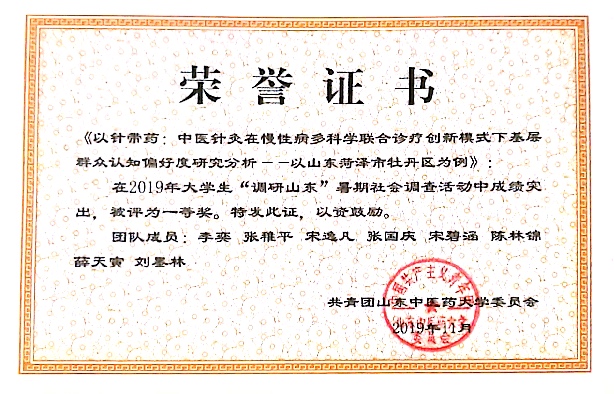 荣誉证书
《以针带药：中医针灸在慢性病多科学联合诊疗创新模式下基层
群众认知偏好度研究分析——以山东菏泽市牡丹区为例》：
在2019年大学生“调研山东”暑期社会调查活动中成绩突
出，被评为一等奖。特发此证，以资鼓励。
团队成员：李奕 张稚平 宋逸凡 张国庆 宋碧涵 陈林锦
薛天寅 刘墨林
共青团山东中医药大学委员会
2019年11月